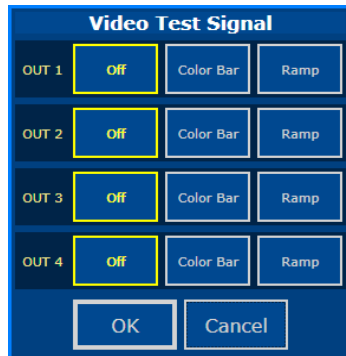 Video Test Signal
OUT 1 Off Color Bar Ramp
OUT 2 Off Color Bar Ramp
OUT 3 Off Color Bar Ramp
OUT 4 Off Color Bar Ramp
OK Cancel